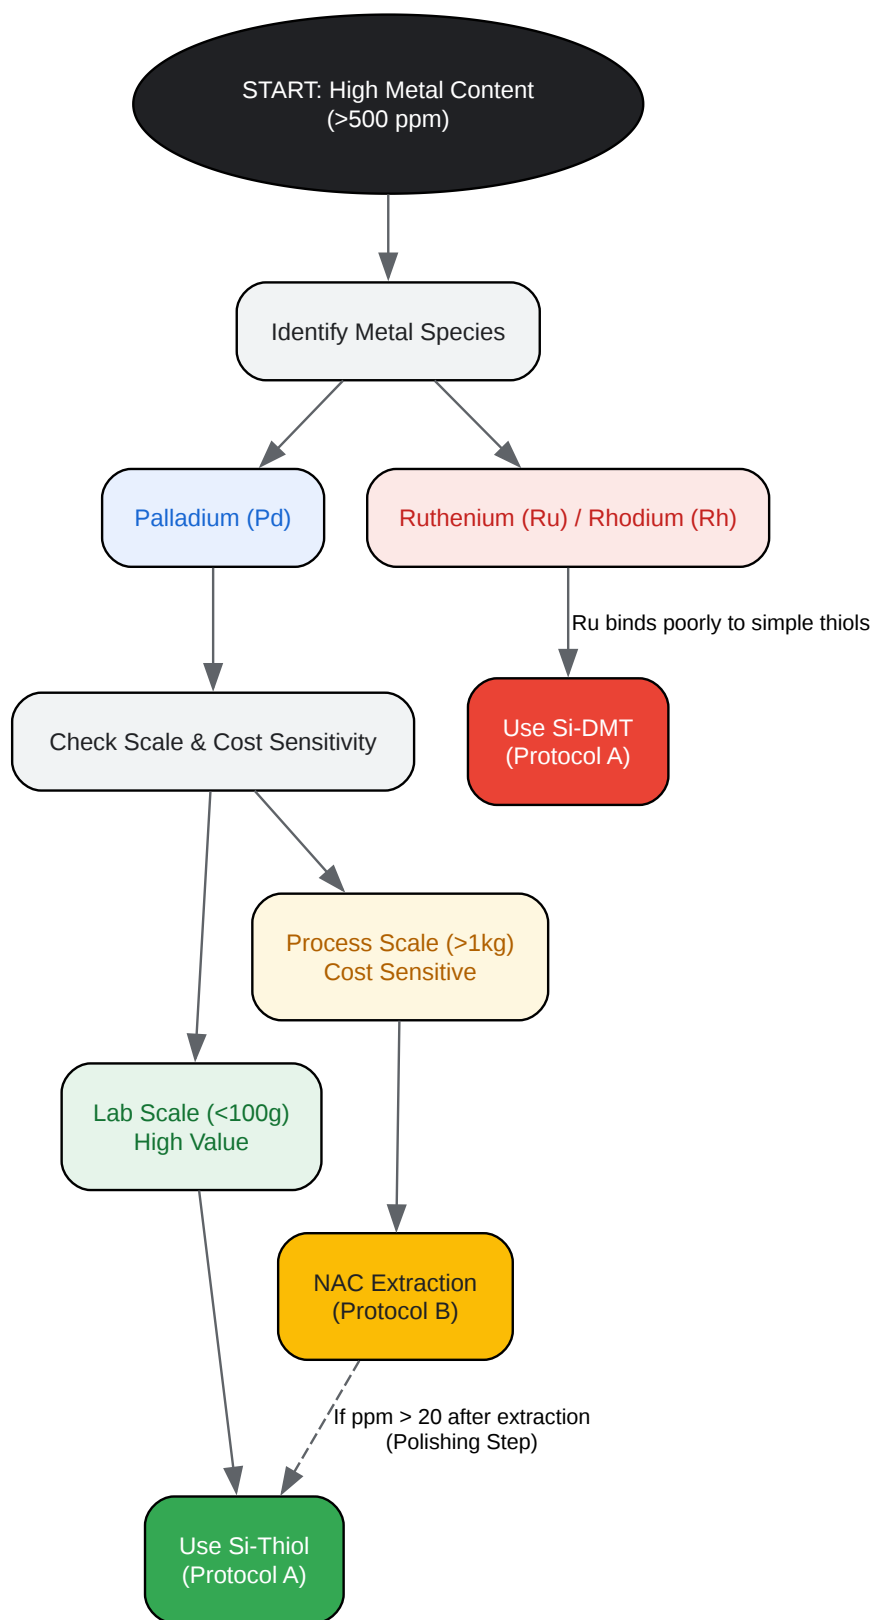 START: High Metal Content
(>500 ppm)
Identify Metal Species
Palladium (Pd)
Ruthenium (Ru) / Rhodium (Rh)
Ru binds poorly to simple thiols
Check Scale & Cost Sensitivity
Use Si-DMT
(Protocol A)
Process Scale (>1kg)
Cost Sensitive
Lab Scale (<100g)
High Value
NAC Extraction
(Protocol B)
If ppm > 20 after extraction
(Polishing Step)
Use Si-Thiol
(Protocol A)